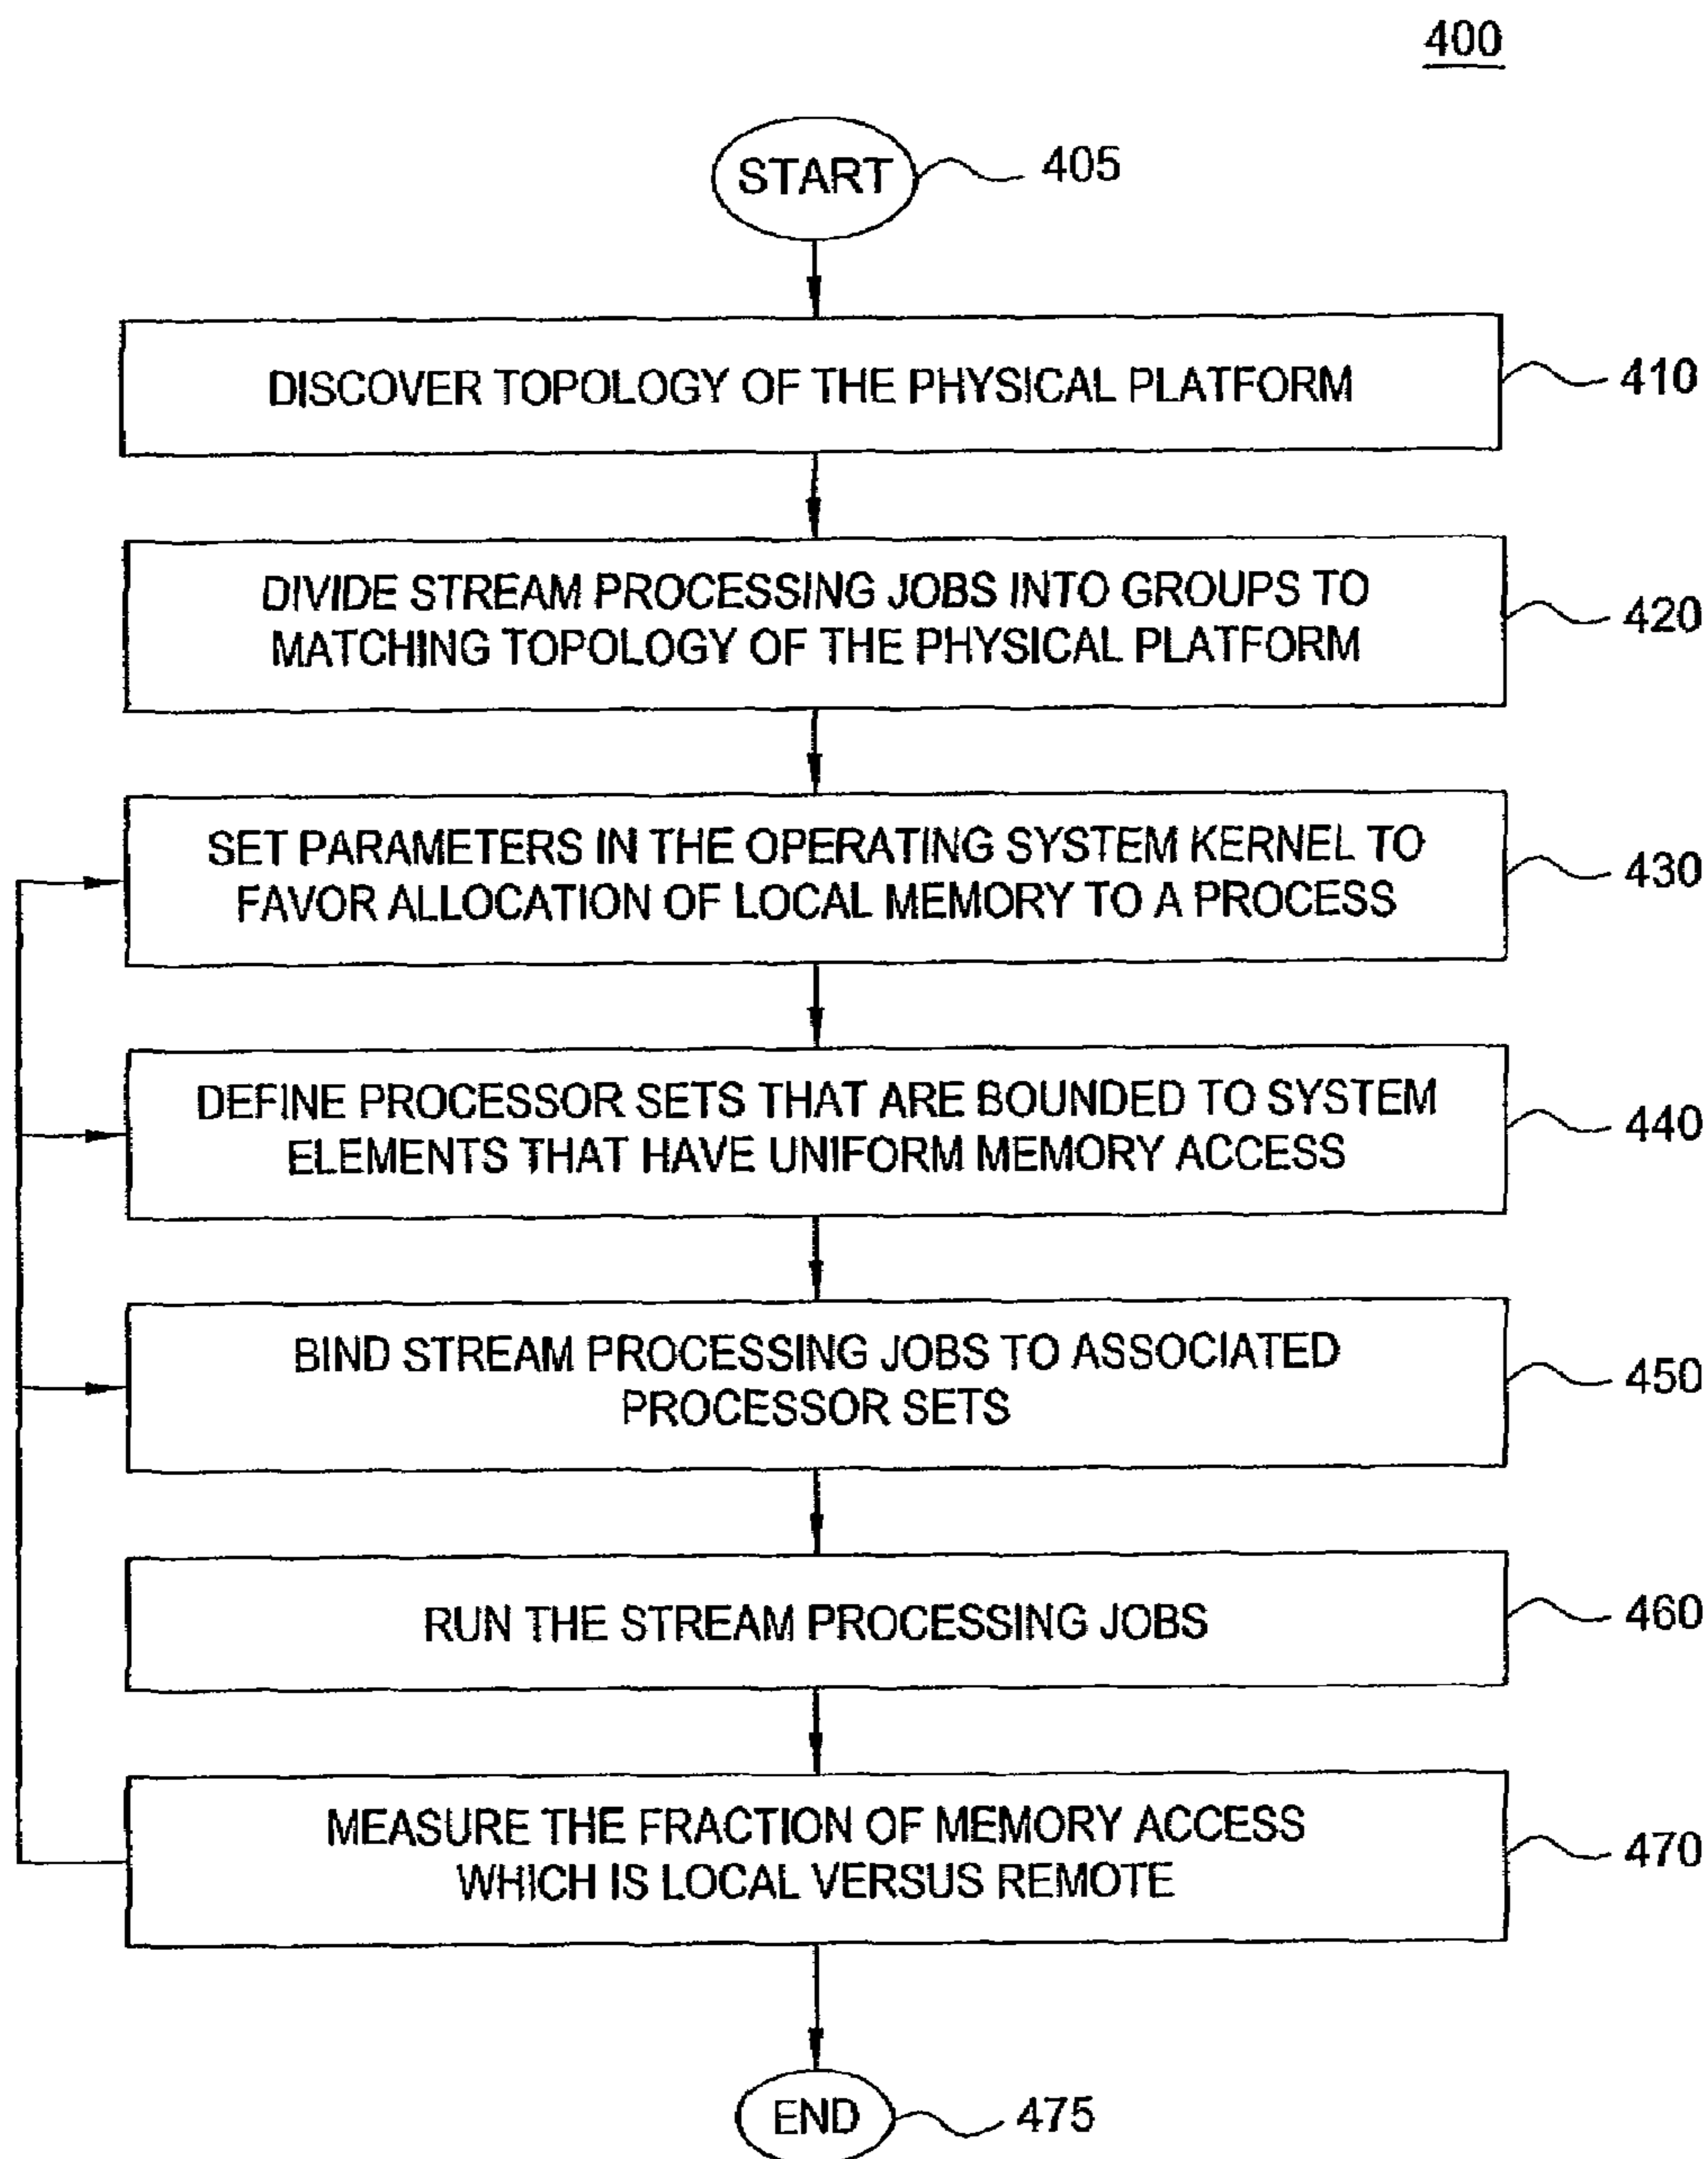 400
START
405
DISCOVER TOPOLOGY OF THE PHYSICAL PLATFORM
410
DIVIDE STREAM PROCESSING JOBS INTO GROUPS TO
MATCHING TOPOLOGY OF THE PHYSICAL PLATFORM
420
SET PARAMETERS IN THE OPERATING SYSTEM KERNEL TO
FAVOR ALLOCATION OF LOCAL MEMORY TO A PROCESS
430
DEFINE PROCESSOR SETS THAT ARE BOUNDED TO SYSTEM
ELEMENTS THAT HAVE UNIFORM MEMORY ACCESS
440
BIND STREAM PROCESSING JOBS TO ASSOCIATED
PROCESSOR SETS
450
RUN THE STREAM PROCESSING JOBS
460
MEASURE THE FRACTION OF MEMORY ACCESS
WHICH IS LOCAL VERSUS REMOTE
470
END
475